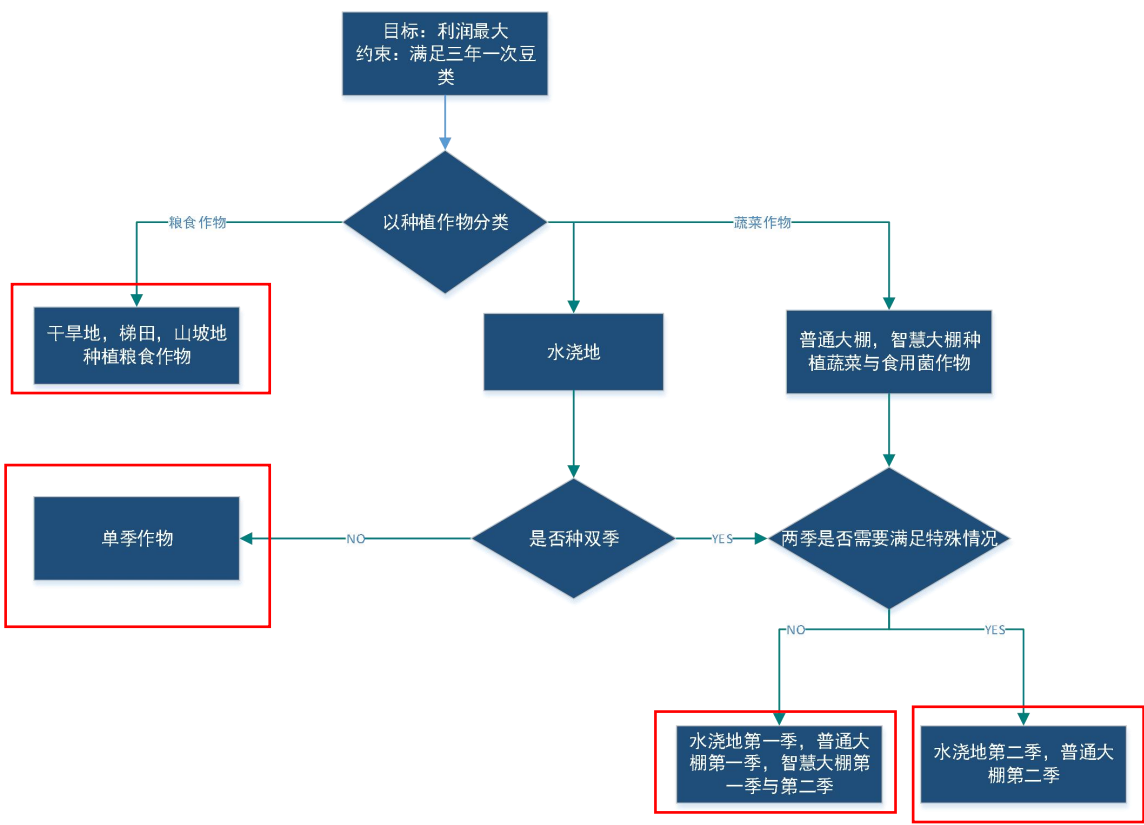 目标：利润最大
约束：满足三年一次豆
类
以种植作物分类
粮食作物
蔬菜作物
干旱地，梯田，山坡地
种植粮食作物
水浇地
普通大棚，智慧大棚种
植蔬菜与食用菌作物
单季作物
NO
是否种双季
YES
两季是否需要满足特殊情况
NO
YES
水浇地第一季，普通大
棚第一季，智慧大棚第
一季与第二季
水浇地第二季，普通大
棚第二季